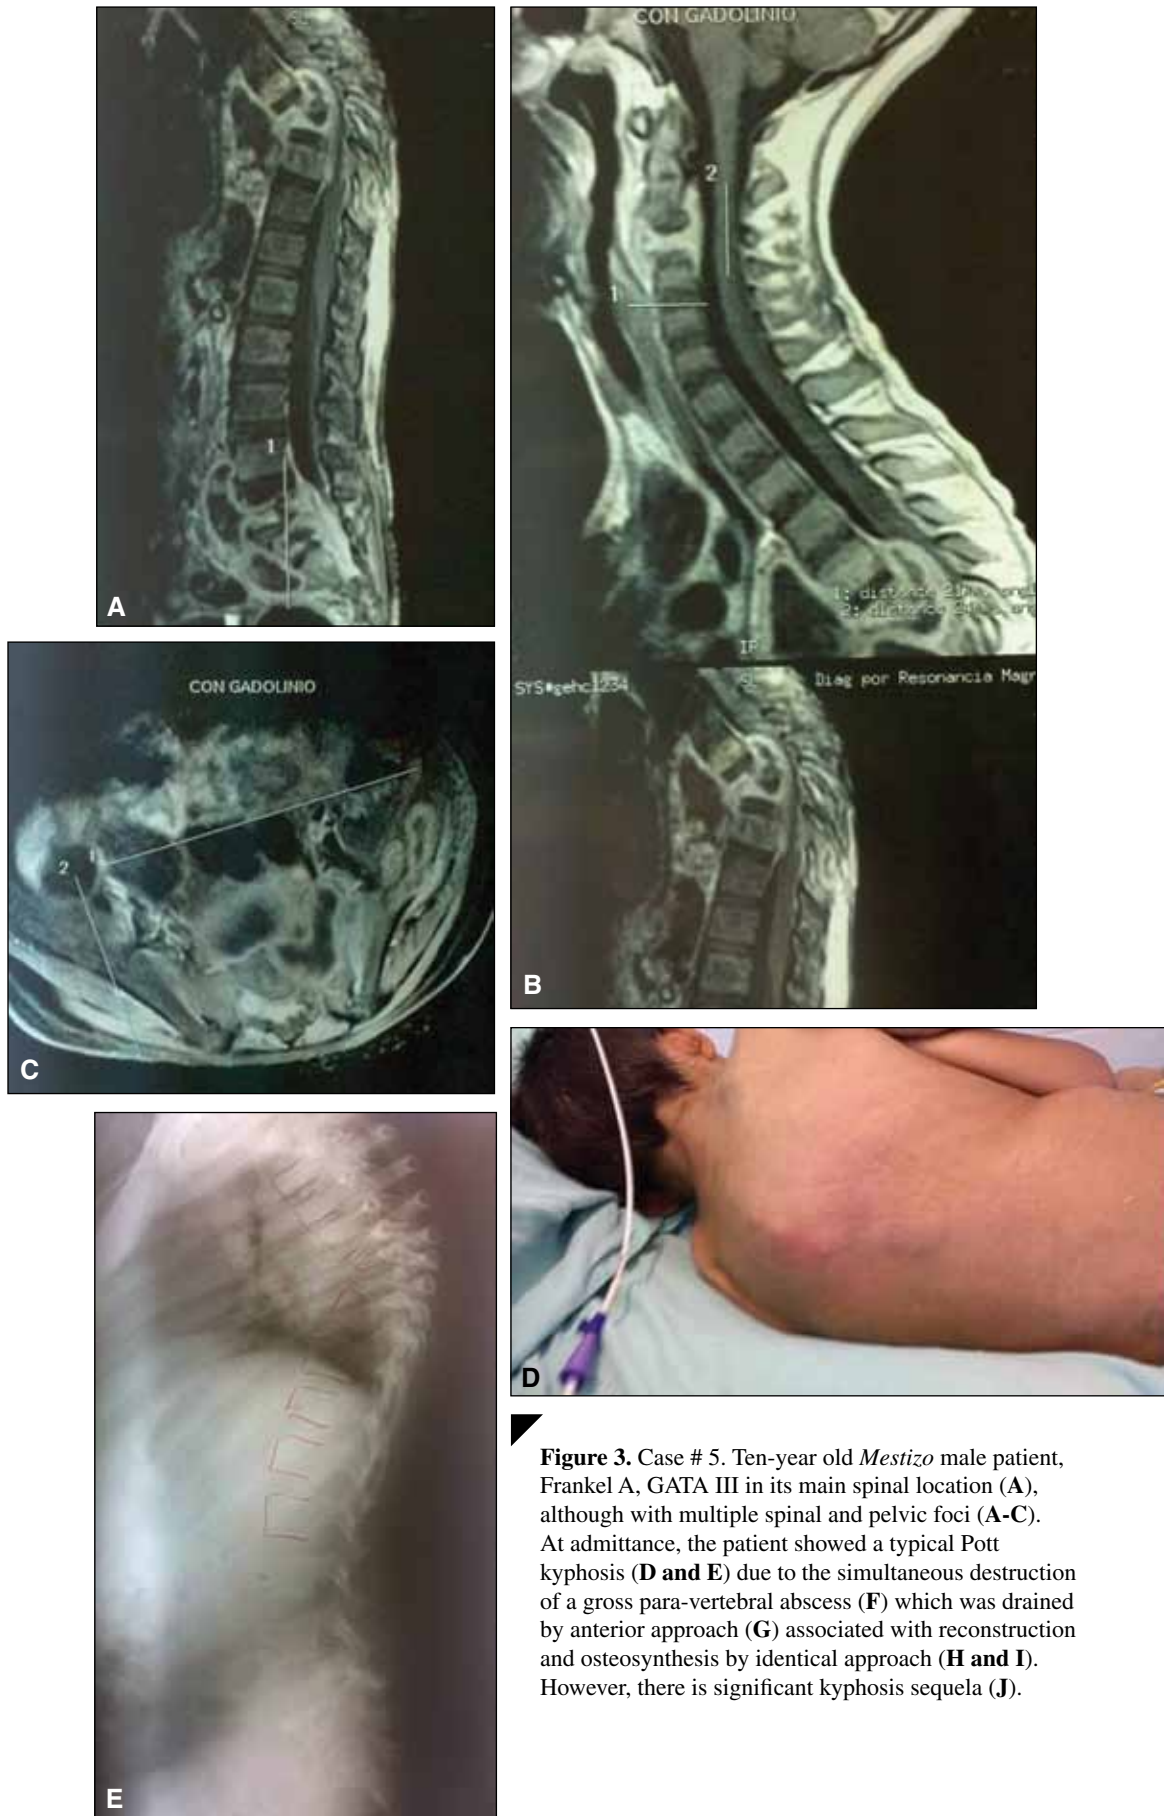 SL
A
1
CON GADOLINIO
2
1
IP
SYS#gehc1234
SL
Diag por Resonancia Magr
B
CON GADOLINIO
1
2
C
D
E
Figure 3. Case # 5. Ten-year old Mestizo male patient,
Frankel A, GATA III in its main spinal location (A),
although with multiple spinal and pelvic foci (A-C).
At admittance, the patient showed a typical Pott
kyphosis (D and E) due to the simultaneous destruction
of a gross para-vertebral abscess (F) which was drained
by anterior approach (G) associated with reconstruction
and osteosynthesis by identical approach (H and I).
However, there is significant kyphosis sequela (J).